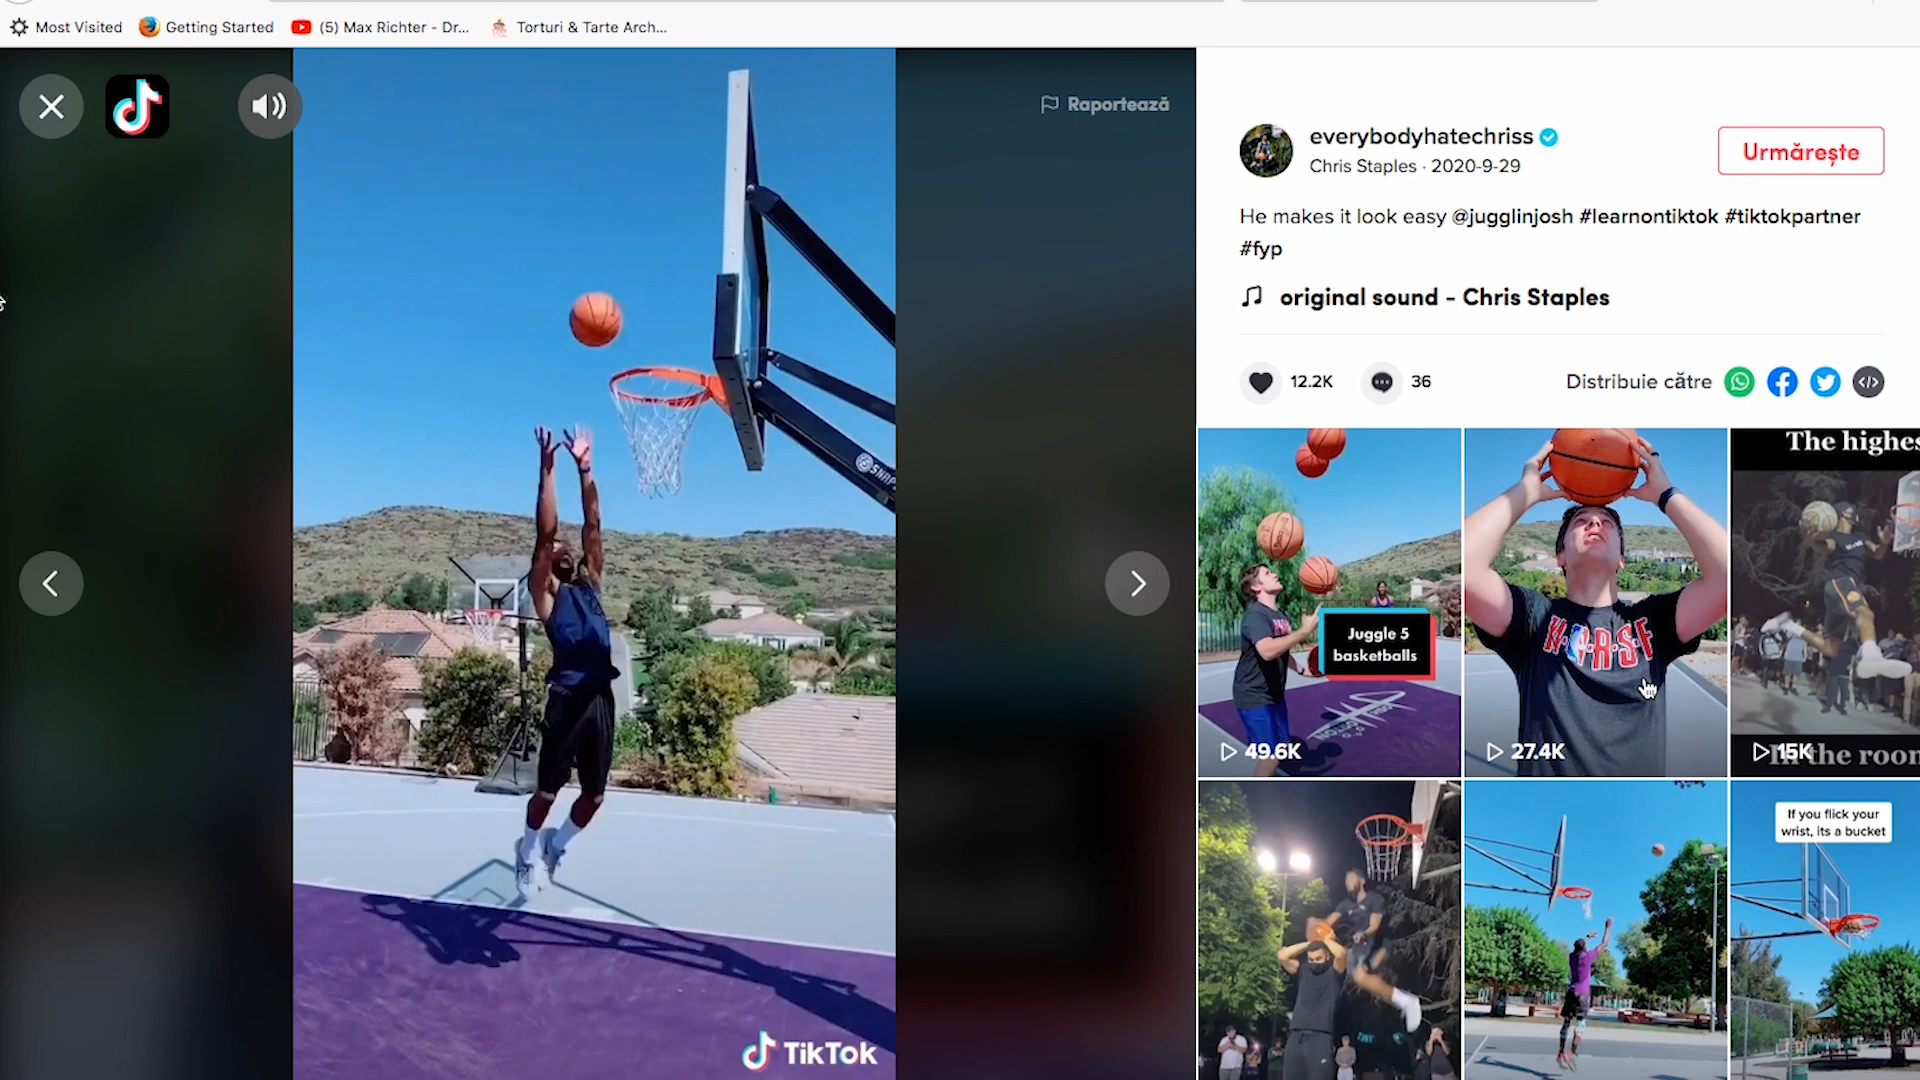 Most Visited
Getting Started
(5) Max Richter - Dr...
Torturi & Tarte Arch...
Raportează
everybodyhatechriss
Chris Staples · 2020-9-29
Urmărește
He makes it look easy @jugglinjosh #learnontiktok #tiktokpartner
#fyp
original sound - Chris Staples
12.2K
36
Distribuie către
Juggle 5
basketballs
49.6K
H·O·R·S·E
27.4K
The highes
15K
In the room
If you flick your
wrist, its a bucket
TikTok